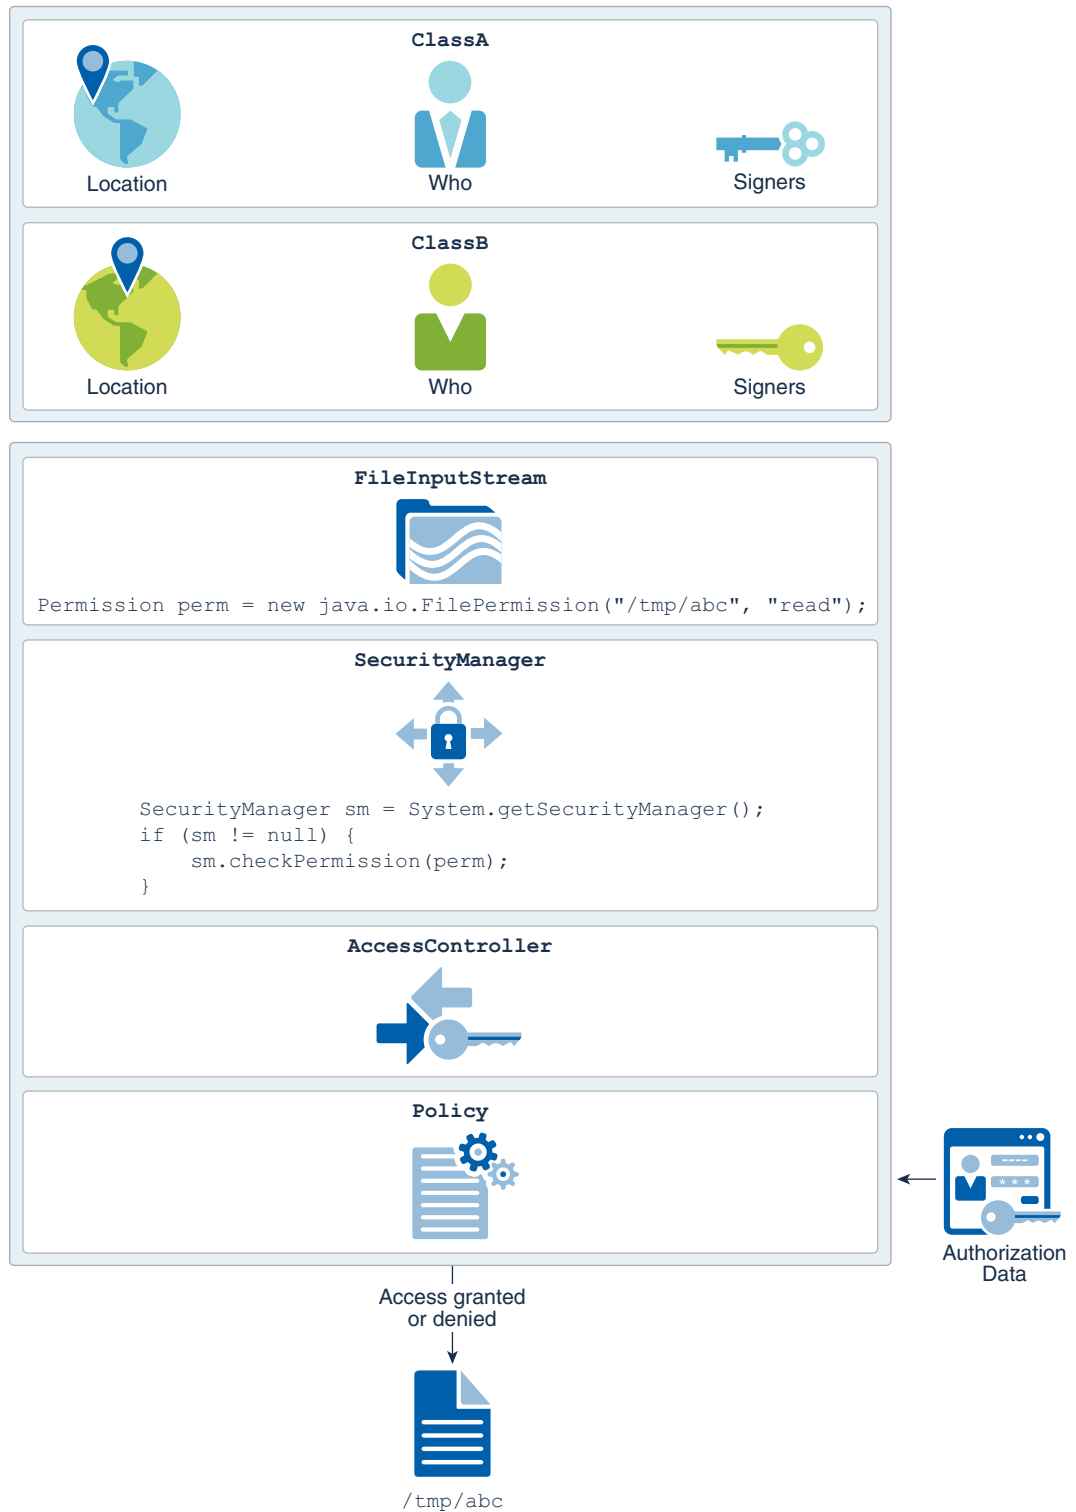 ClassA
Location
Who
Signers
ClassB
Location
Who
Signers
FileInputStream
Permission perm = new java.io.FilePermission("/tmp/abc", "read");
SecurityManager
SecurityManager sm = System.getSecurityManager();
if (sm != null) {
    sm.checkPermission(perm);
}
AccessController
Policy
Authorization
Data
Access granted
or denied
/tmp/abc